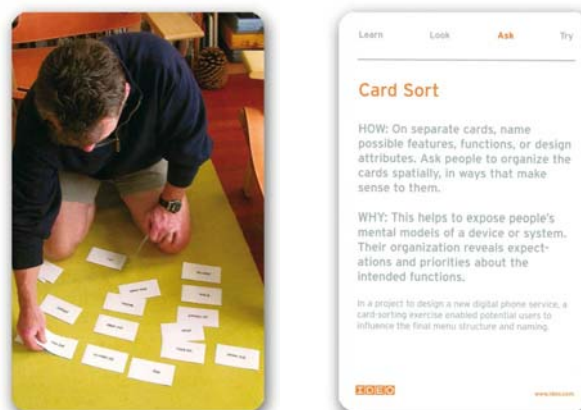 Learn Look Ask Try
Card Sort
HOW: On separate cards, name
possible features, functions, or design
attributes. Ask people to organize the
cards spatially, in ways that make
sense to them.
WHY: This helps to expose people's
mental models of a device or system.
Their organization reveals expect-
ations and priorities about the
intended functions.
In a project to design a new digital phone service, a
card-sorting exercise enabled potential users to
influence the final menu structure and naming.
IDEO www.ideo.com